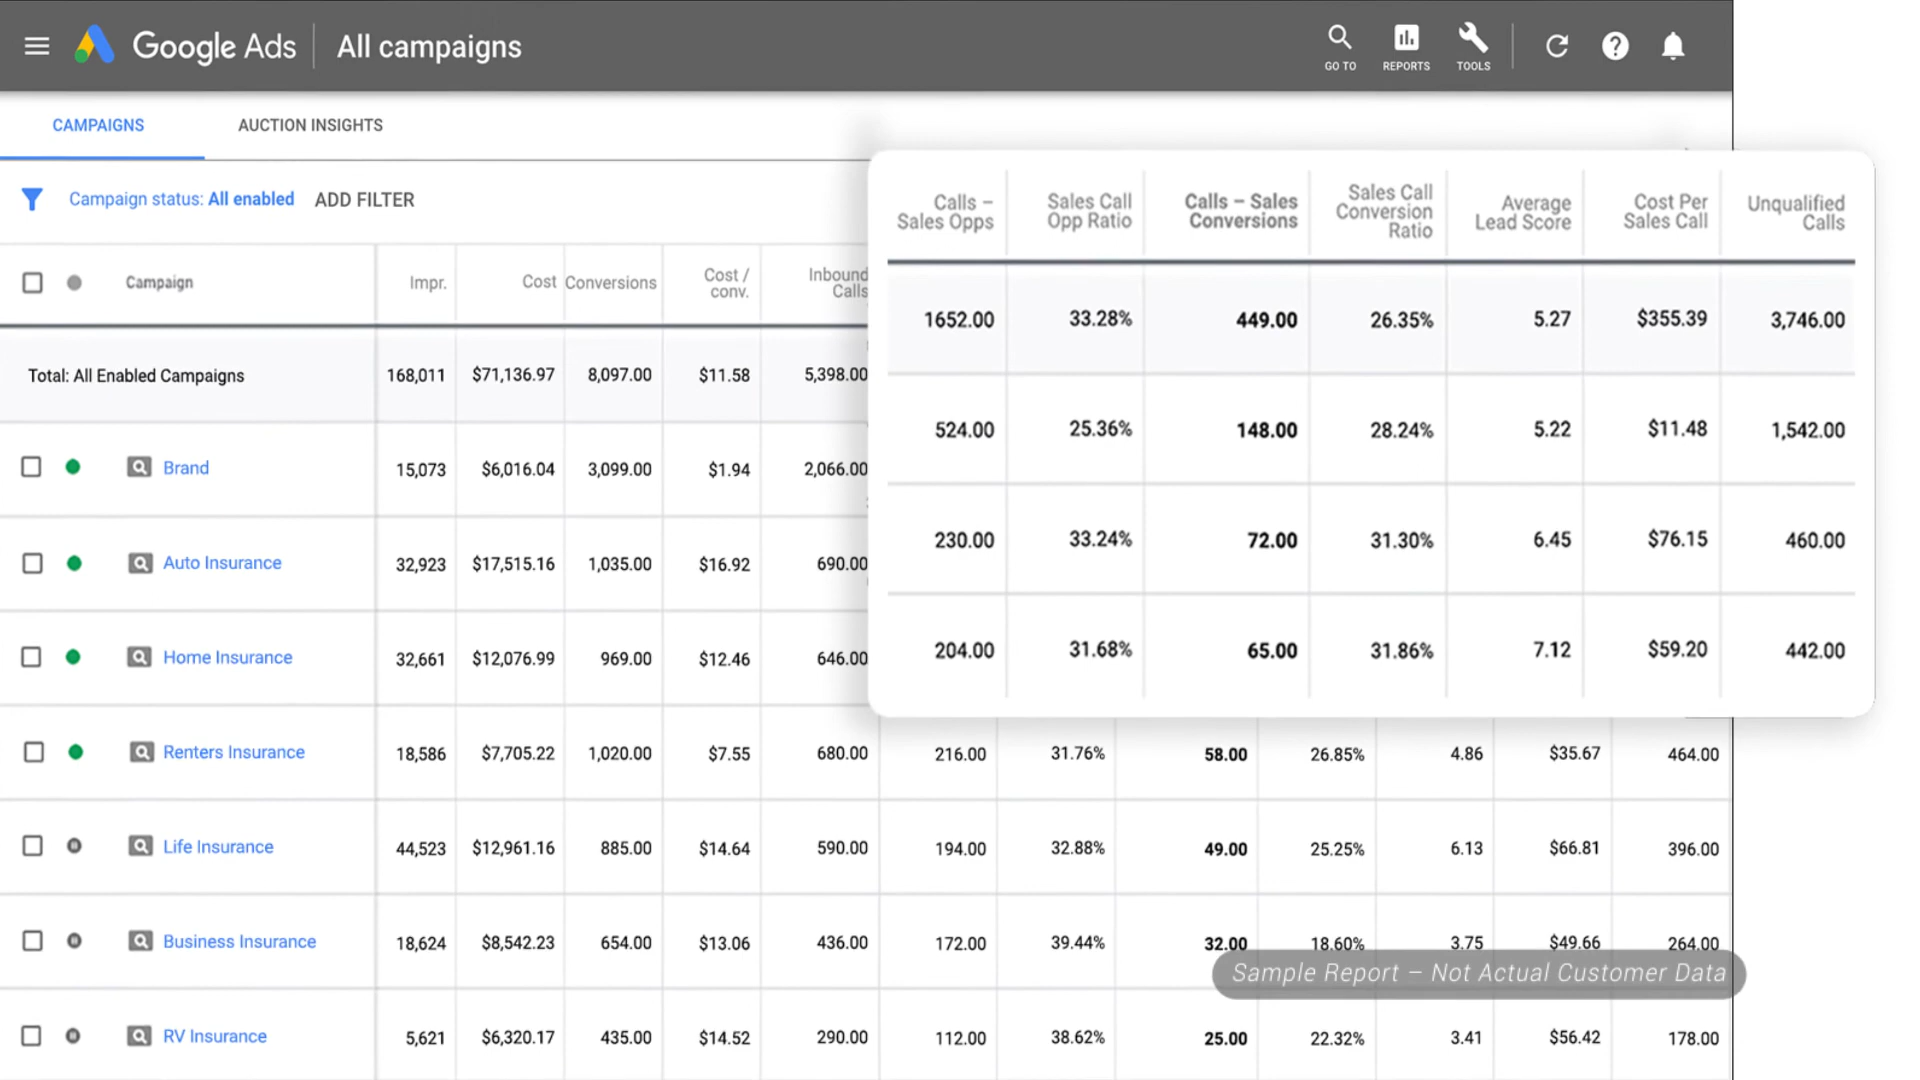 Google Ads All campaigns
GO TO REPORTS TOOLS
CAMPAIGNS AUCTION INSIGHTS
Campaign status: All enabled ADD FILTER
Campaign Impr. Cost Conversions Cost / conv. Inbound Calls
Calls – Sales Opps Sales Call Opp Ratio Calls – Sales Conversions Sales Call Conversion Ratio Average Lead Score Cost Per Sales Call Unqualified Calls
Total: All Enabled Campaigns 168,011 $71,136.97 8,097.00 $11.58 5,398.00
1652.00 33.28% 449.00 26.35% 5.27 $355.39 3,746.00
Brand 15,073 $6,016.04 3,099.00 $1.94 2,066.00
524.00 25.36% 148.00 28.24% 5.22 $11.48 1,542.00
Auto Insurance 32,923 $17,515.16 1,035.00 $16.92 690.00
230.00 33.24% 72.00 31.30% 6.45 $76.15 460.00
Home Insurance 32,661 $12,076.99 969.00 $12.46 646.00
204.00 31.68% 65.00 31.86% 7.12 $59.20 442.00
Renters Insurance 18,586 $7,705.22 1,020.00 $7.55 680.00 216.00 31.76% 58.00 26.85% 4.86 $35.67 464.00
Life Insurance 44,523 $12,961.16 885.00 $14.64 590.00 194.00 32.88% 49.00 25.25% 6.13 $66.81 396.00
Business Insurance 18,624 $8,542.23 654.00 $13.06 436.00 172.00 39.44% 32.00 18.60% 3.75 $49.66 264.00
Sample Report – Not Actual Customer Data
RV Insurance 5,621 $6,320.17 435.00 $14.52 290.00 112.00 38.62% 25.00 22.32% 3.41 $56.42 178.00